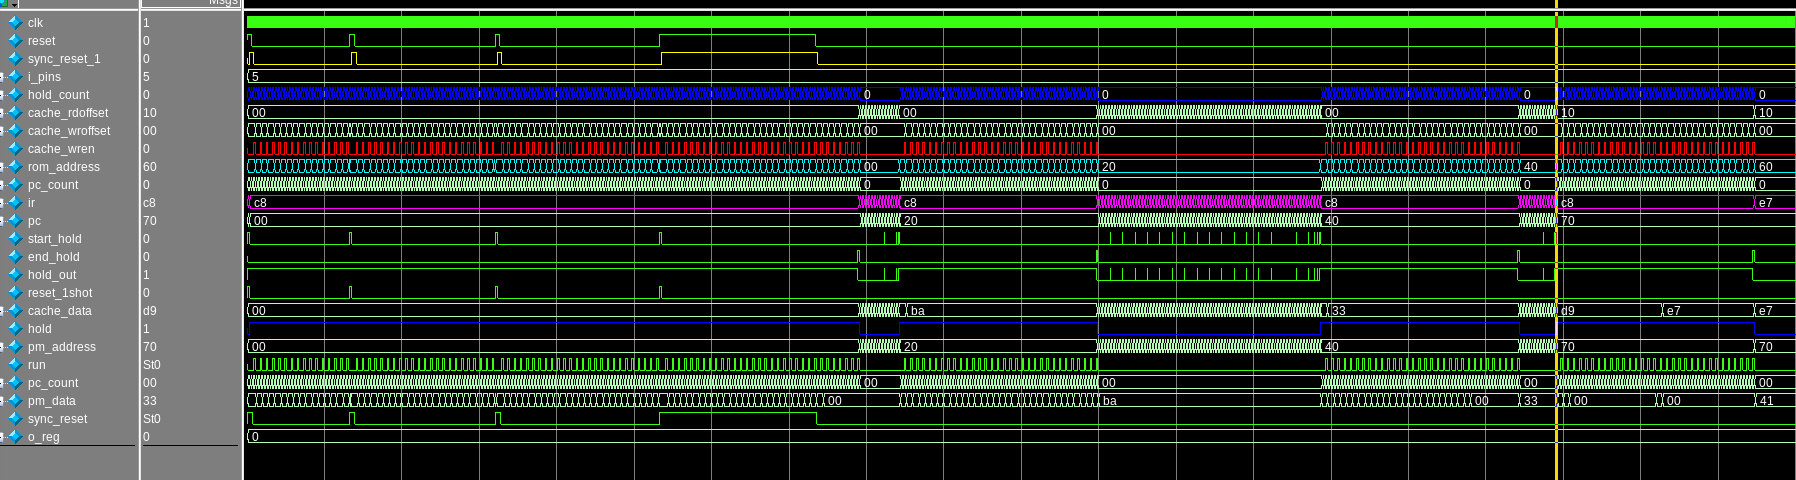 Msgs
clk 1
reset 0
sync_reset_1 0
i_pins 5 5
hold_count 0 0 0 0 0
cache_rdoffset 10 00 00 00 10 10
cache_wroffset 00 00 00 00 00
cache_wren 0
rom_address 60 00 20 40 60
pc_count 0 0 0 0 0
ir c8 c8 c8 c8 c8 e7
pc 70 00 20 40 70
start_hold 0
end_hold 0
hold_out 1
reset_1shot 0
cache_data d9 00 ba 33 d9 e7 e7
hold 1
pm_address 70 00 20 40 70 70
run St0
pc_count 00 00 00 00 00
pm_data 33 00 ba 00 33 00 00 41
sync_reset St0
o_reg 0 0